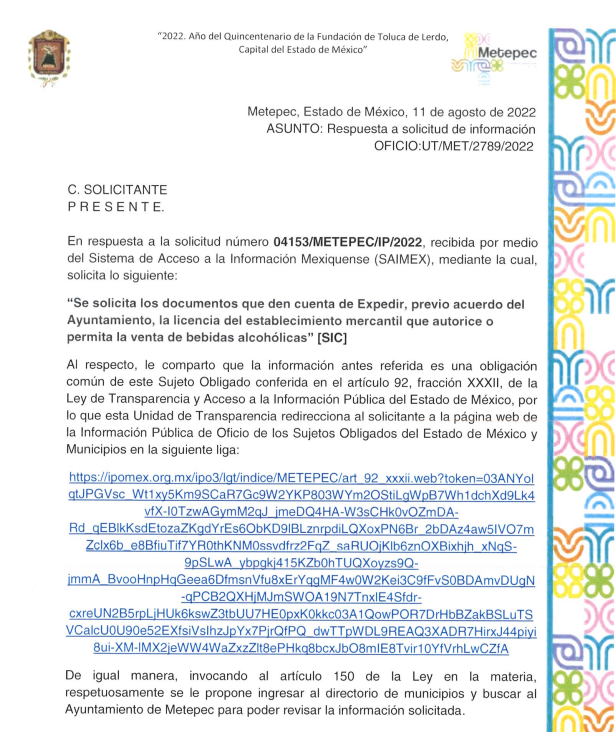 “2022. Año del Quincentenario de la Fundación de Toluca de Lerdo,
Capital del Estado de México”
Metepec
Metepec, Estado de México, 11 de agosto de 2022
ASUNTO: Respuesta a solicitud de información
OFICIO:UT/MET/2789/2022
C. SOLICITANTE
P R E S E N T E.
En respuesta a la solicitud número 04153/METEPEC/IP/2022, recibida por medio
del Sistema de Acceso a la Información Mexiquense (SAIMEX), mediante la cual,
solicita lo siguiente:
“Se solicita los documentos que den cuenta de Expedir, previo acuerdo del
Ayuntamiento, la licencia del establecimiento mercantil que autorice o
permita la venta de bebidas alcohólicas” [SIC]
Al respecto, le comparto que la información antes referida es una obligación
común de este Sujeto Obligado conferida en el artículo 92, fracción XXXII, de la
Ley de Transparencia y Acceso a la Información Pública del Estado de México, por
lo que esta Unidad de Transparencia redirecciona al solicitante a la página web de
la Información Pública de Oficio de los Sujetos Obligados del Estado de México y
Municipios en la siguiente liga:
https://ipomex.org.mx/ipo3/lgt/indice/METEPEC/art_92_xxxii.web?token=03ANYol
qtJPGVsc_Wt1xy5Km9SCaR7Gc9W2YKP803WYm2OStiLgWpB7Wh1dchXd9Lk4
vfX-I0TzwAGymM2qJ_jmeDQ4HA-W3sCHk0vOZmDA-
Rd_qEBlkKsdEtozaZKgdYrEs6ObKD9lBLznrpdiLQXoxPN6Br_2bDAz4aw5IVO7m
Zclx6b_e8BfiuTif7YR0thKNM0ssvdfrz2FqZ_saRUOjKlb6znOXBixhjh_xNqS-
9pSLwA_ybpgkj415KZb0hTUQXoyzs9Q-
jmmA_BvooHnpHqGeea6DfmsnVfu8xErYqgMF4w0W2Kei3C9fFvS0BDAmvDUgN
-qPCB2QXHjMJmSWOA19N7TnxlE4Sfdr-
cxreUN2B5rpLjHUk6kswZ3tbUU7HE0pxK0kkc03A1QowPOR7DrHbBZakBSLuTS
VCalcU0U90e52EXfsiVsIhzJpYx7PjrQfPQ_dwTTpWDL9REAQ3XADR7HirxJ44piyi
8ui-XM-lMX2jeWW4WaZxzZlt8ePHkq8bcxJbO8mIE8Tvir10YfVrhLwCZfA
De igual manera, invocando al artículo 150 de la Ley en la materia,
respetuosamente se le propone ingresar al directorio de municipios y buscar al
Ayuntamiento de Metepec para poder revisar la información solicitada.